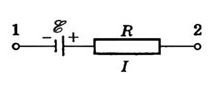 1 − ℰ + R 2
I